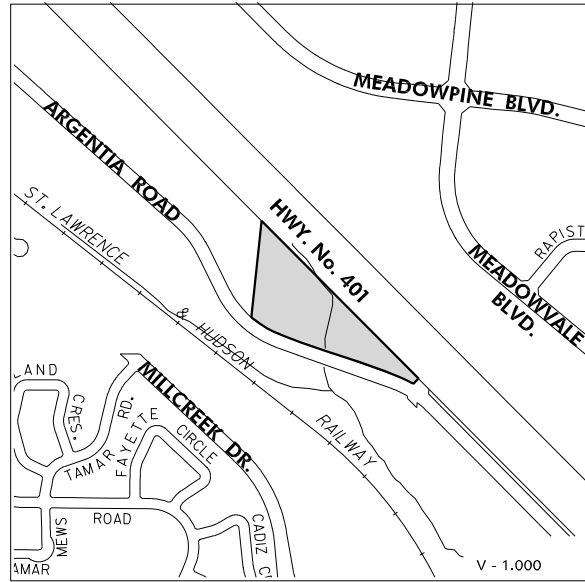 MEADOWPINE BLVD.
ARGENTIA ROAD
HWY. No. 401
RAPIST
MEADOWVALE
BLVD.
ST. LAWRENCE
& HUDSON
RAILWAY
MILLCREEK DR.
LAND
CRES.
TAMAR RD.
FAYETTE
CIRCLE
ROAD
MEWS
CADIZ C
AMAR
V - 1.000